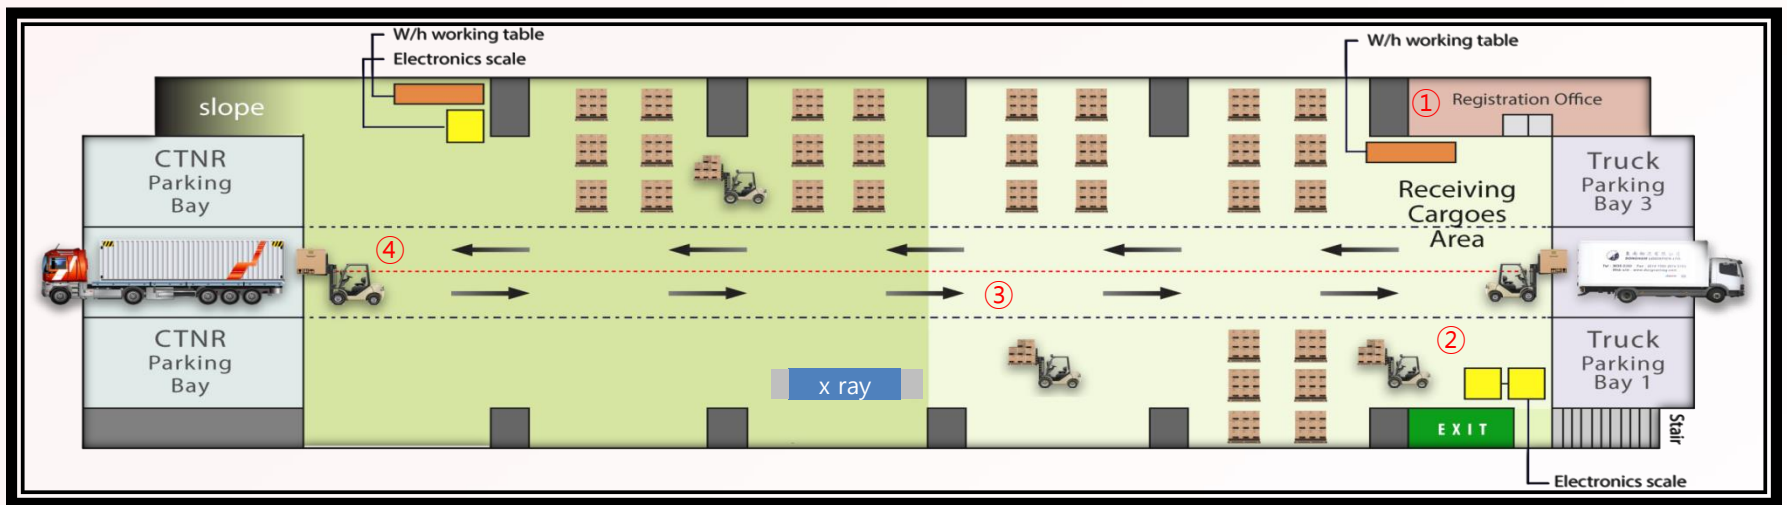 W/h working table
Electronics scale
W/h working table
slope
① Registration Office
CTNR
Parking
Bay
Truck
Parking
Bay 3
Receiving
Cargoes
Area
④
③
②
CTNR
Parking
Bay
Truck
Parking
Bay 1
x ray
EXIT
Stair
Electronics scale